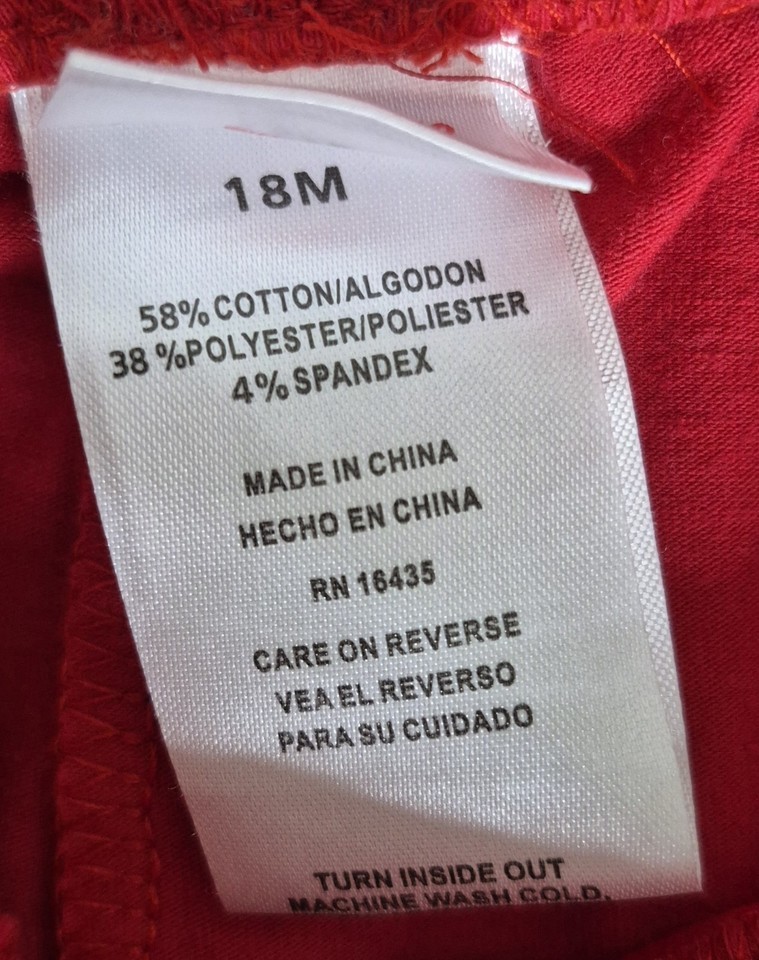 18M
58% COTTON/ALGODON
38 %POLYESTER/POLIESTER
4% SPANDEX
MADE IN CHINA
HECHO EN CHINA
RN 16435
CARE ON REVERSE
VEA EL REVERSO
PARA SU CUIDADO
TURN INSIDE OUT
MACHINE WASH COLD.